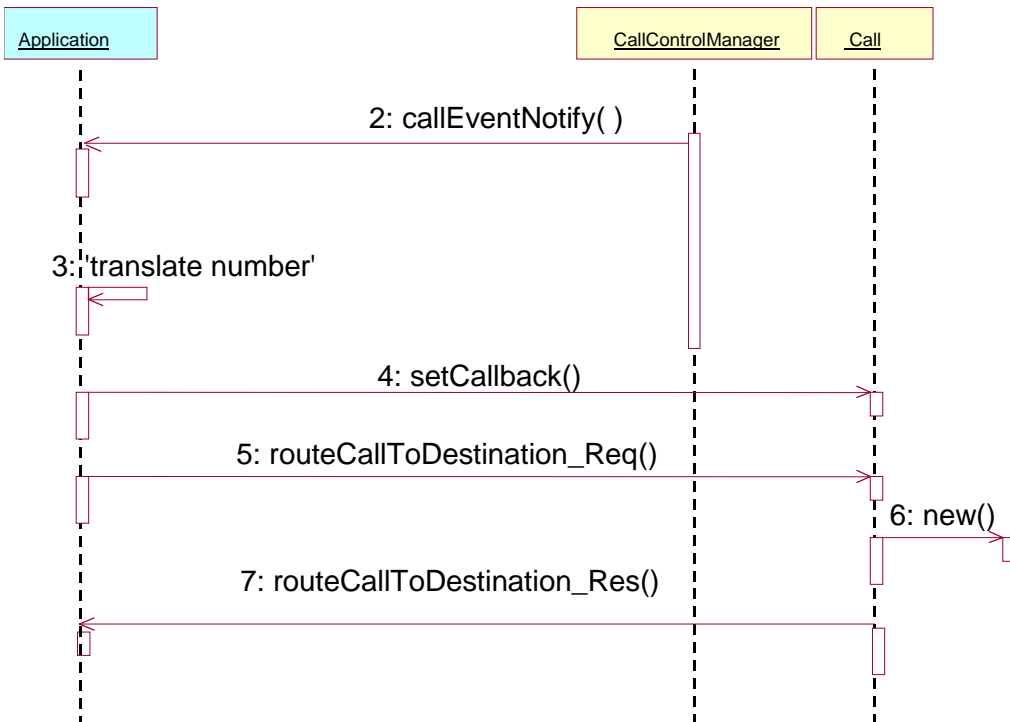 Application
CallControlManager
Call
2: callEventNotify( )
3: 'translate number'
4: setCallback()
5: routeCallToDestination_Req()
6: new()
7: routeCallToDestination_Res()